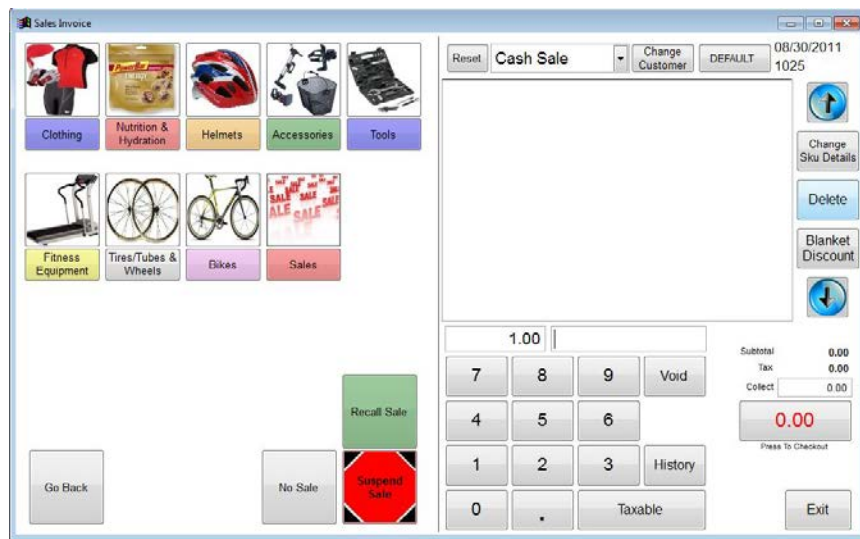 Sales Invoice
Clothing
Nutrition &
Hydration
Helmets
Accessories
Tools
Fitness
Equipment
Tires/Tubes &
Wheels
Bikes
SALE
Sales
Recall Sale
Go Back
No Sale
Suspend
Sale
Reset
Cash Sale
Change
Customer
DEFAULT
08/30/2011
1025
Change
Sku Details
Delete
Blanket
Discount
1.00
7
8
9
Void
4
5
6
1
2
3
History
0
.
Taxable
Subtotal 0.00
Tax 0.00
Collect 0.00
0.00
Press To Checkout
Exit